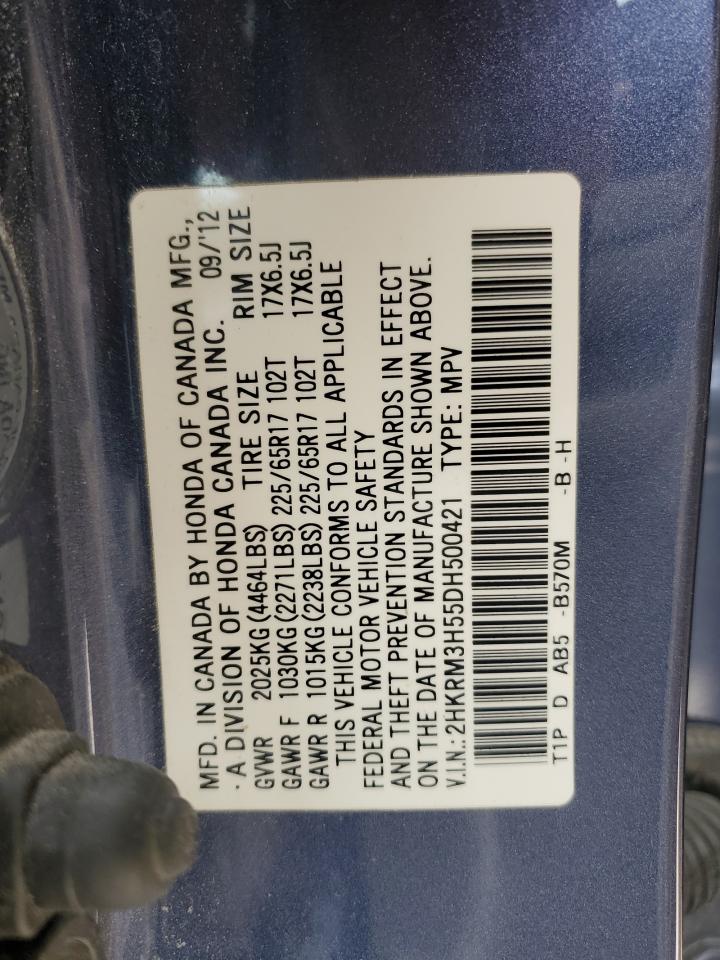 MFD. IN CANADA BY HONDA OF CANADA MFG.,
· A DIVISION OF HONDA CANADA INC. 09/'12
GVWR 2025KG(4464LBS) TIRE SIZE RIM SIZE
GAWR F 1030KG(2271LBS) 225/65R17 102T 17X6.5J
GAWR R 1015KG(2238LBS) 225/65R17 102T 17X6.5J
THIS VEHICLE CONFORMS TO ALL APPLICABLE
FEDERAL MOTOR VEHICLE SAFETY
AND THEFT PREVENTION STANDARDS IN EFFECT
ON THE DATE OF MANUFACTURE SHOWN ABOVE.
V.I.N.: 2HKRM3H55DH500421 TYPE: MPV
T1P D AB5 -B570M -B -H